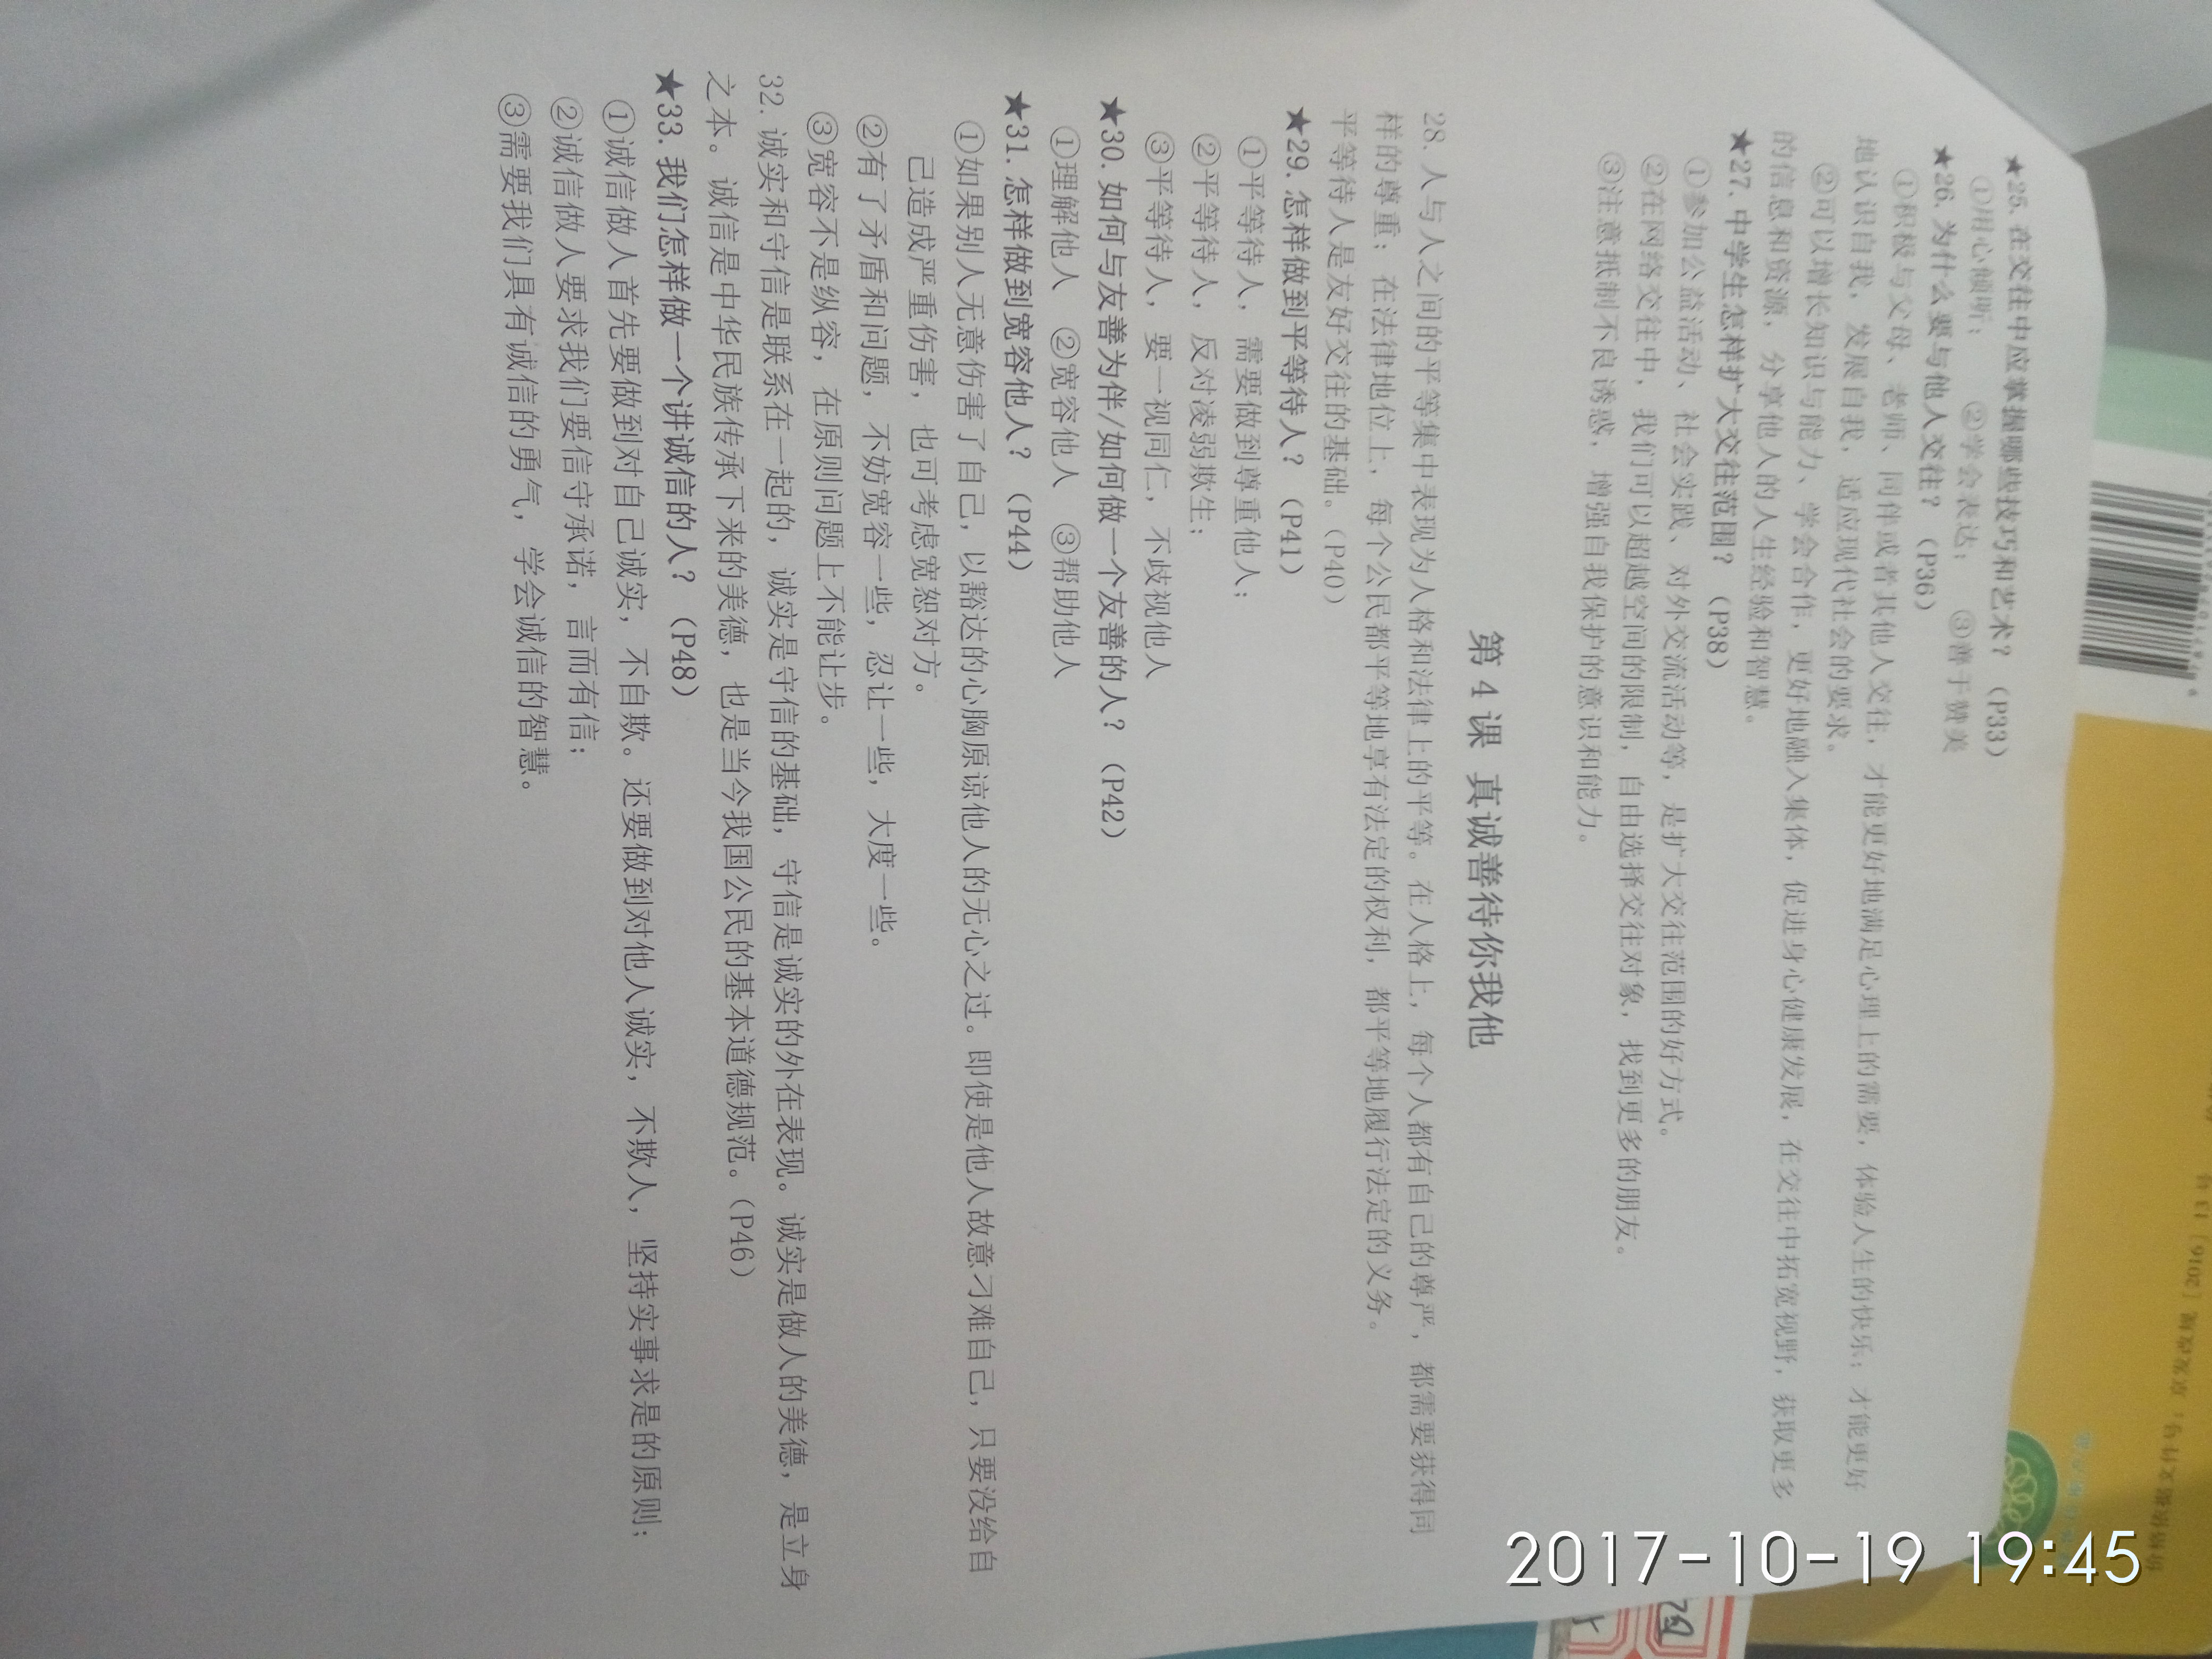 ★25. 在交往中应掌握哪些技巧和艺术？（P33）
①用心倾听； ②学会表达； ③善于赞美
★26. 为什么要与他人交往？（P36）
①积极与父母、老师、同伴或者其他人交往，才能更好地满足心理上的需要，体验人生的快乐；才能更好
地认识自我，发展自我，适应现代社会的要求。
②可以增长知识与能力、学会合作，更好地融入集体，促进身心健康发展，在交往中拓宽视野，获取更多
的信息和资源，分享他人的人生经验和智慧。
★27. 中学生怎样扩大交往范围？（P38）
①参加公益活动、社会实践、对外交流活动等，是扩大交往范围的好方式。
②在网络交往中，我们可以超越空间的限制，自由选择交往对象，找到更多的朋友。
③注意抵制不良诱惑，增强自我保护的意识和能力。
第 4 课 真诚善待你我他
28. 人与人之间的平等集中表现为人格和法律上的平等。在人格上，每个人都有自己的尊严，都需要获得同
样的尊重；在法律地位上，每个公民都平等地享有法定的权利，都平等地履行法定的义务。
平等待人是友好交往的基础。（P40）
★29. 怎样做到平等待人？（P41）
①平等待人，需要做到尊重他人；
②平等待人，反对凌弱欺生；
③平等待人，要一视同仁，不歧视他人
★30. 如何与友善为伴/如何做一个友善的人？（P42）
①理解他人 ②宽容他人 ③帮助他人
★31. 怎样做到宽容他人？（P44）
①如果别人无意伤害了自己，以豁达的心胸原谅他人的无心之过。即使是他人故意刁难自己，只要没给自
己造成严重伤害，也可考虑宽恕对方。
②有了矛盾和问题，不妨宽容一些，忍让一些，大度一些。
③宽容不是纵容，在原则问题上不能让步。
32. 诚实和守信是联系在一起的，诚实是守信的基础，守信是诚实的外在表现。诚实是做人的美德，是立身
之本。诚信是中华民族传承下来的美德，也是当今我国公民的基本道德规范。（P46）
★33. 我们怎样做一个讲诚信的人？（P48）
①诚信做人首先要做到对自己诚实，不自欺。还要做到对他人诚实，不欺人，坚持实事求是的原则；
②诚信做人要求我们要信守承诺，言而有信；
③需要我们具有诚信的勇气，学会诚信的智慧。
价格依据文件号：京发改规〔2016〕13号
2017-10-19 19:45